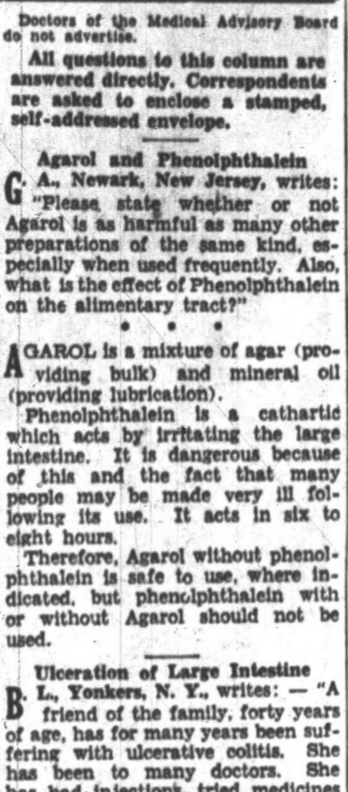 Doctors of the Medical Advisory Board
do not advertise.
All questions to this column are
answered directly. Correspondents
are asked to enclose a stamped,
self-addressed envelope.
Agarol and Phenolphthalein
G. A., Newark, New Jersey, writes:
"Please state whether or not
Agarol is as harmful as many other
preparations of the same kind, es-
pecially when used frequently. Also,
what is the effect of Phenolphthalein
on the alimentary tract?"
* * *
AGAROL is a mixture of agar (pro-
viding bulk) and mineral oil
(providing lubrication).
Phenolphthalein is a cathartic
which acts by irritating the large
intestine. It is dangerous because
of this and the fact that many
people may be made very ill fol-
lowing its use. It acts in six to
eight hours.
Therefore, Agarol without phenol-
phthalein is safe to use, where in-
dicated, but phenolphthalein with
or without Agarol should not be
used.
Ulceration of Large Intestine
B. L., Yonkers, N. Y., writes: — "A
friend of the family, forty years
of age, has for many years been suf-
fering with ulcerative colitis. She
has been to many doctors. She
has had injections, tried medicines